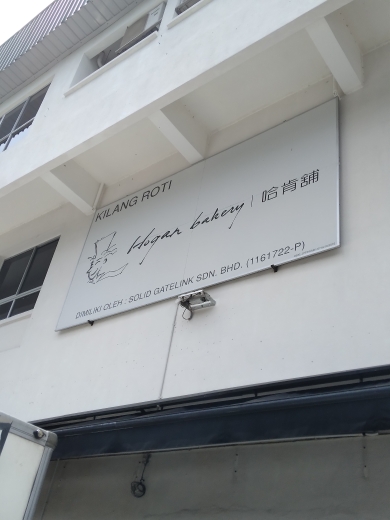 KILANG ROTI
hogan bakery | 哈肯舖
DIMILIKI OLEH : SOLID GATELINK SDN. BHD. (1161722-P)